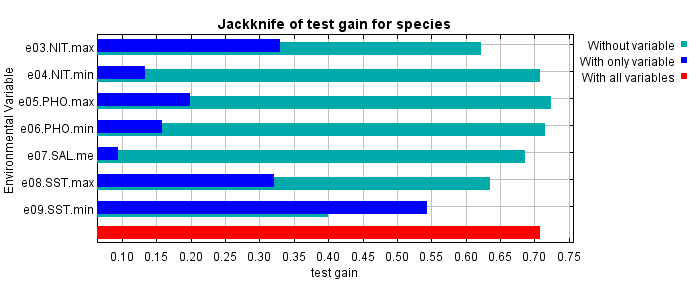 Jackknife of test gain for species
Environmental Variable
e03.NIT.max
e04.NIT.min
e05.PHO.max
e06.PHO.min
e07.SAL.me
e08.SST.max
e09.SST.min
0.10 0.15 0.20 0.25 0.30 0.35 0.40 0.45 0.50 0.55 0.60 0.65 0.70 0.75
test gain
Without variable
With only variable
With all variables